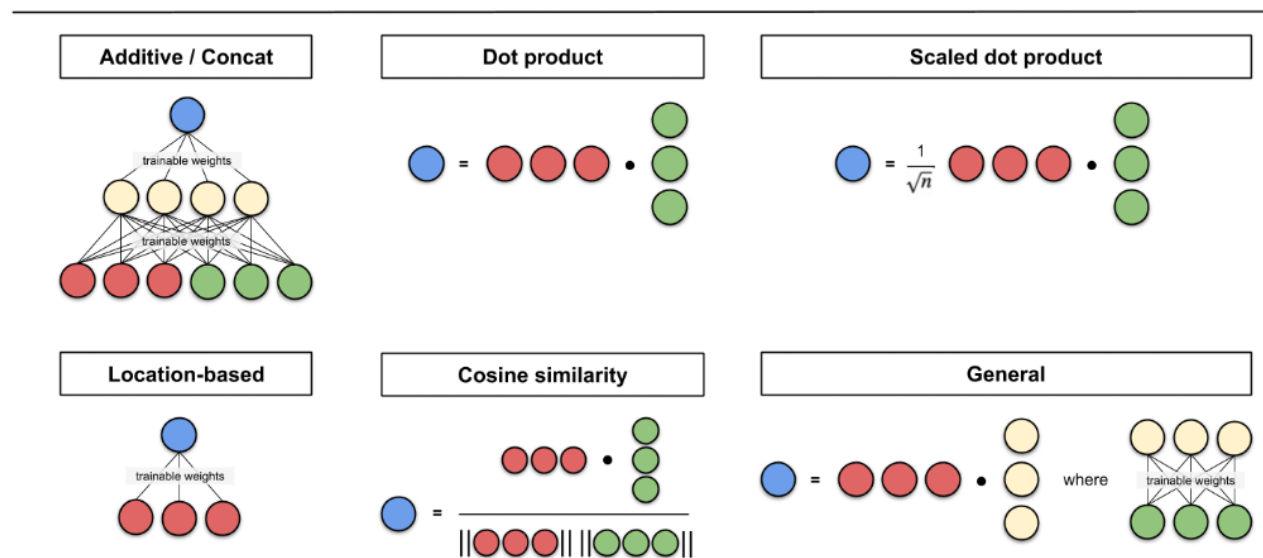 Additive / Concat
Dot product
Scaled dot product
trainable weights
trainable weights
=
•
= 1/√n
•
Location-based
Cosine similarity
General
trainable weights
=
•
|| || || ||
=
•
where
trainable weights